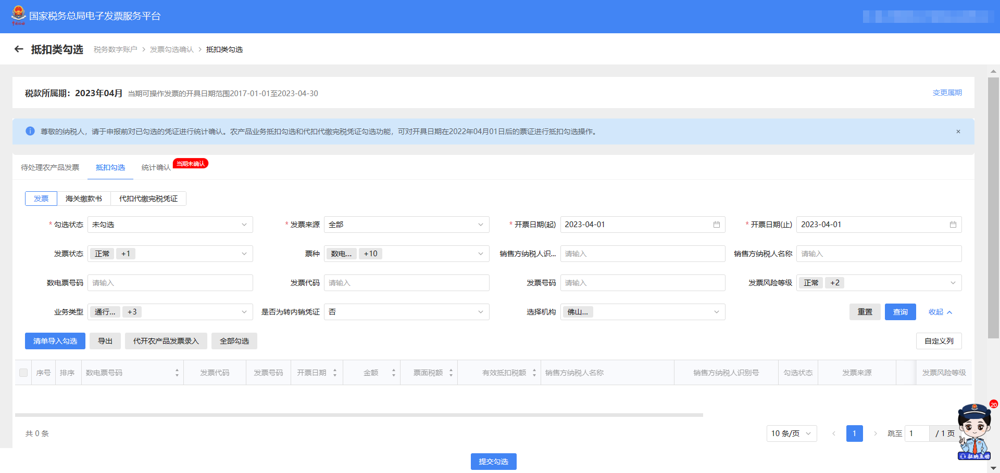 国家税务总局电子发票服务平台
抵扣类勾选 税务数字账户 > 发票勾选确认 > 抵扣类勾选
税款所属期：2023年04月 当期可操作发票的开具日期范围2017-01-01至2023-04-30 变更属期
尊敬的纳税人，请于申报前对已勾选的凭证进行统计确认。农产品业务抵扣勾选和代扣代缴完税凭证勾选功能，可对开具日期在2022年04月01日后的票证进行抵扣勾选操作。 ×
待处理农产品发票 抵扣勾选 统计确认 当期未确认
发票 海关缴款书 代扣代缴完税凭证
* 勾选状态 未勾选 * 发票来源 全部 * 开票日期(起) 2023-04-01 * 开票日期(止) 2023-04-01
发票状态 正常 +1 票种 数电... +10 销售方纳税人识... 请输入 销售方纳税人名称 请输入
数电票号码 请输入 发票代码 请输入 发票号码 请输入 发票风险等级 正常 +2
业务类型 通行... +3 是否为转内销凭证 否 选择机构 佛山... 重置 查询 收起
清单导入勾选 导出 代开农产品发票录入 全部勾选 自定义列
序号 排序 数电票号码 发票代码 发票号码 开票日期 金额 票面税额 有效抵扣税额 销售方纳税人名称 销售方纳税人识别号 勾选状态 发票来源 发票风险等级
20
共 0 条 10 条/页 < 1 > 跳至 1 / 1 页
征纳互动
提交勾选